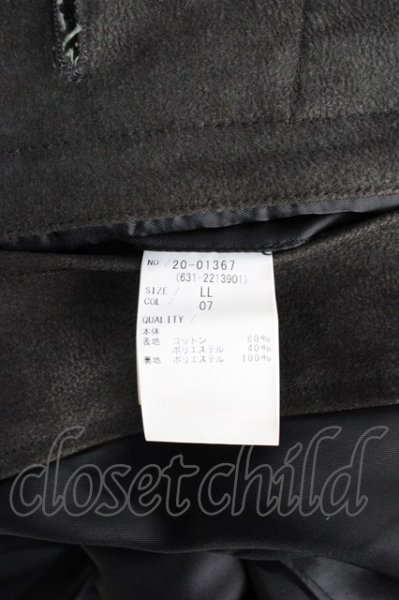 NO / 20-01367
(631-2213901)
SIZE / LL
COL / 07
QUALITY /
本体
表地 コットン 60%
ポリエステル 40%
裏地 ポリエステル 100%
closetchild